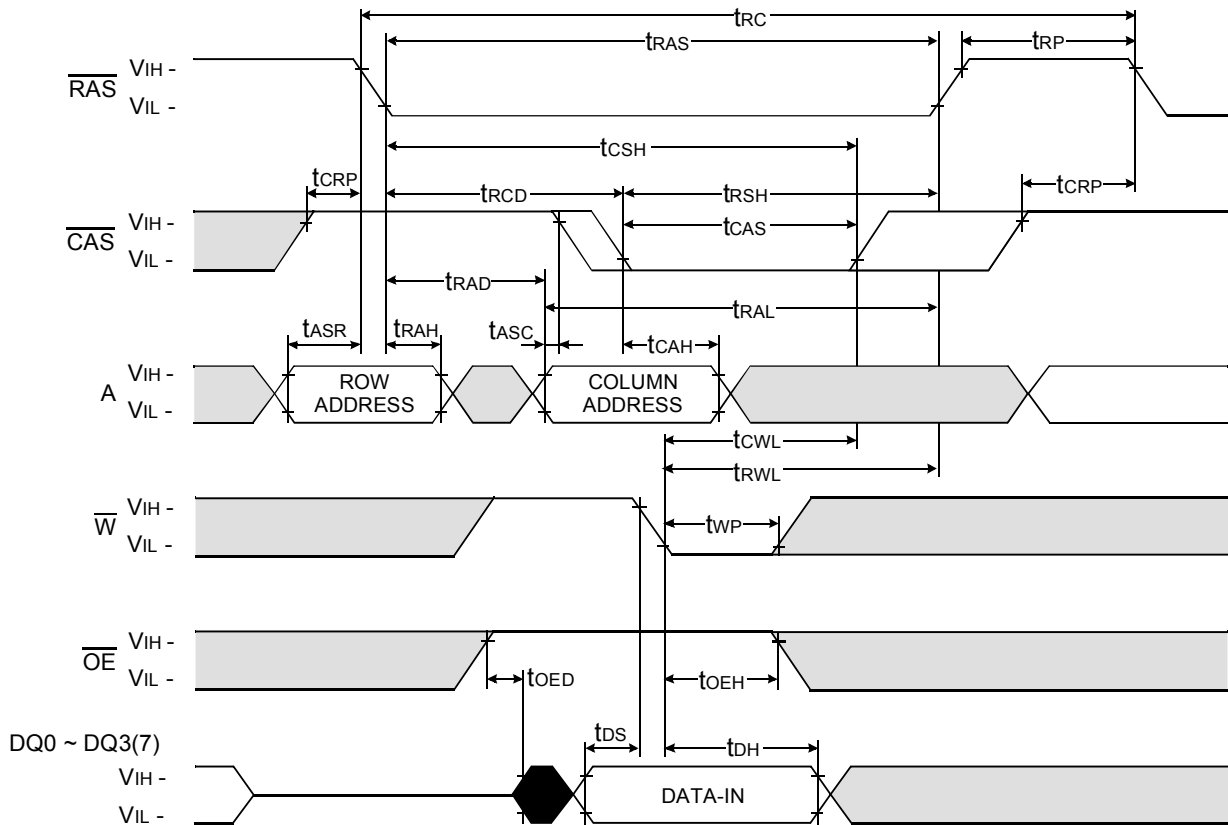 tRC
tRAS
tRP
RAS
VIH -
VIL -
tCSH
tCRP
tRCD
tRSH
tCRP
CAS
VIH -
VIL -
tCAS
tRAD
tRAL
tASR
tRAH
tASC
tCAH
A
VIH -
VIL -
ROW
ADDRESS
COLUMN
ADDRESS
tCWL
tRWL
W
VIH -
VIL -
tWP
OE
VIH -
VIL -
tOED
tOEH
DQ0 ~ DQ3(7)
tDS
tDH
VIH -
VIL -
DATA-IN